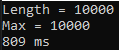 Length = 10000
Max = 10000
809 ms